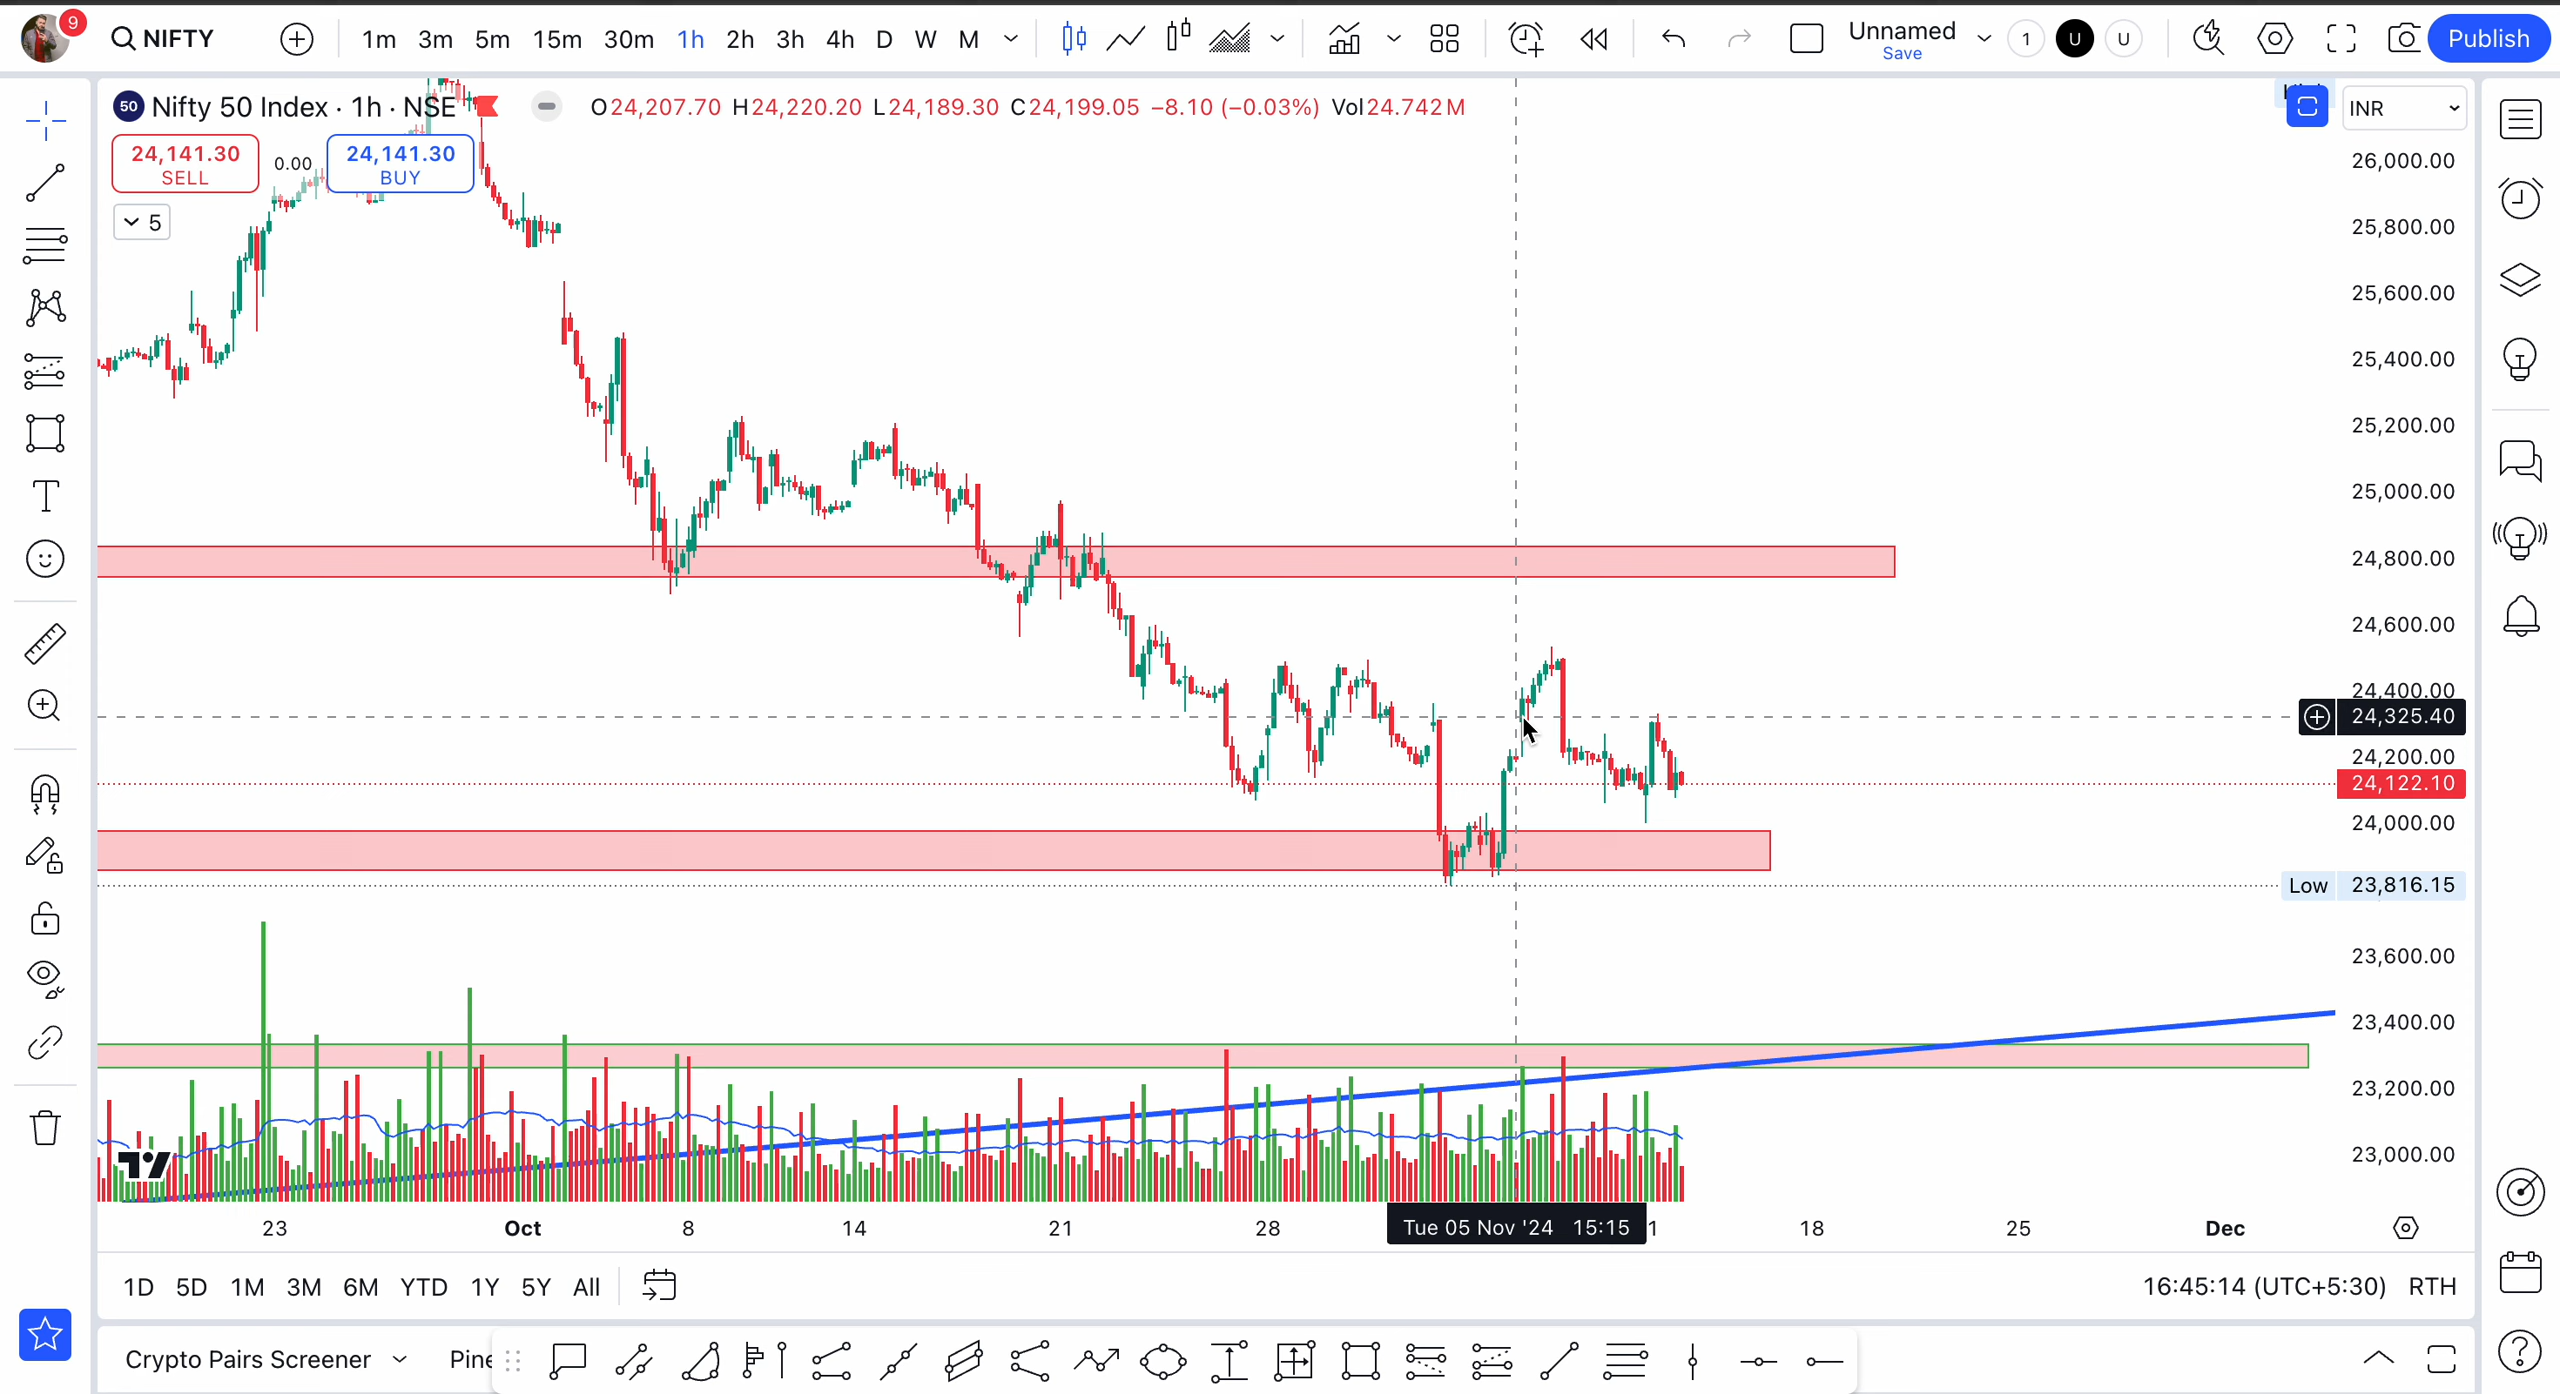 9
NIFTY
1m 3m 5m 15m 30m 1h 2h 3h 4h D W M
Unnamed
Save
1 U U
Publish
50 Nifty 50 Index · 1h · NSE O24,207.70 H24,220.20 L24,189.30 C24,199.05 −8.10 (−0.03%) Vol24.742 M
INR
24,141.30
SELL
0.00
24,141.30
BUY
5
26,000.00
25,800.00
25,600.00
25,400.00
25,200.00
25,000.00
24,800.00
24,600.00
24,400.00
24,325.40
24,200.00
24,122.10
24,000.00
Low 23,816.15
23,600.00
23,400.00
23,200.00
23,000.00
23 Oct 8 14 21 28 Tue 05 Nov '24 15:15 1 18 25 Dec
1D 5D 1M 3M 6M YTD 1Y 5Y All
16:45:14 (UTC+5:30) RTH
Crypto Pairs Screener Pine